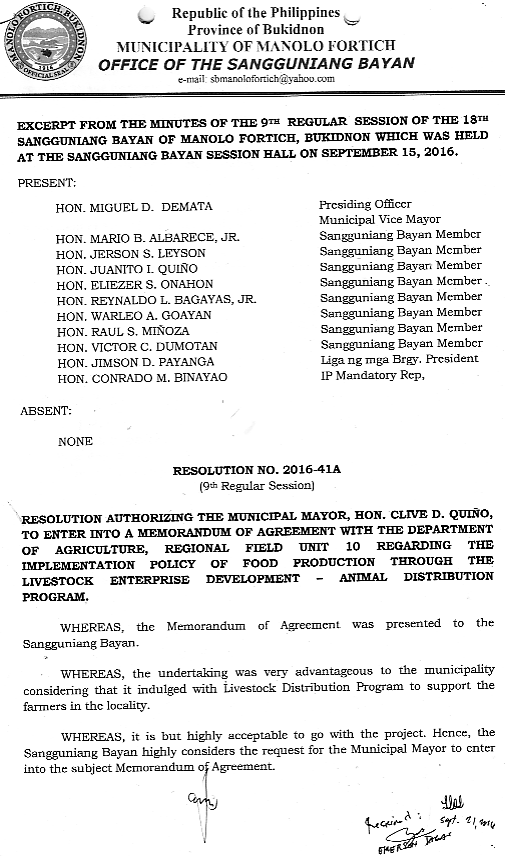 Republic of the Philippines
Province of Bukidnon
MUNICIPALITY OF MANOLO FORTICH
OFFICE OF THE SANGGUNIANG BAYAN
e-mail: sbmanolofortich@yahoo.com
MANOLO FORTICH, BUKIDNON
OFFICIAL SEAL
EXCERPT FROM THE MINUTES OF THE 9TH REGULAR SESSION OF THE 18TH
SANGGUNIANG BAYAN OF MANOLO FORTICH, BUKIDNON WHICH WAS HELD
AT THE SANGGUNIANG BAYAN SESSION HALL ON SEPTEMBER 15, 2016.
PRESENT:
HON. MIGUEL D. DEMATA Presiding Officer
Municipal Vice Mayor
HON. MARIO B. ALBARECE, JR. Sangguniang Bayan Member
HON. JERSON S. LEYSON Sangguniang Bayan Member
HON. JUANITO I. QUIÑO Sangguniang Bayan Member
HON. ELIEZER S. ONAHON Sangguniang Bayan Member
HON. REYNALDO L. BAGAYAS, JR. Sangguniang Bayan Member
HON. WARLEO A. GOAYAN Sangguniang Bayan Member
HON. RAUL S. MIÑOZA Sangguniang Bayan Member
HON. VICTOR C. DUMOTAN Sangguniang Bayan Member
HON. JIMSON D. PAYANGA Liga ng mga Brgy. President
HON. CONRADO M. BINAYAO IP Mandatory Rep,
ABSENT:
NONE
RESOLUTION NO. 2016-41A
(9th Regular Session)
RESOLUTION AUTHORIZING THE MUNICIPAL MAYOR, HON. CLIVE D. QUIÑO,
TO ENTER INTO A MEMORANDUM OF AGREEMENT WITH THE DEPARTMENT
OF AGRICULTURE, REGIONAL FIELD UNIT 10 REGARDING THE
IMPLEMENTATION POLICY OF FOOD PRODUCTION THROUGH THE
LIVESTOCK ENTERPRISE DEVELOPMENT – ANIMAL DISTRIBUTION
PROGRAM.
WHEREAS, the Memorandum of Agreement was presented to the
Sangguniang Bayan.
WHEREAS, the undertaking was very advantageous to the municipality
considering that it indulged with Livestock Distribution Program to support the
farmers in the locality.
WHEREAS, it is but highly acceptable to go with the project. Hence, the
Sangguniang Bayan highly considers the request for the Municipal Mayor to enter
into the subject Memorandum of Agreement.
Received: Sept. 21, 2016